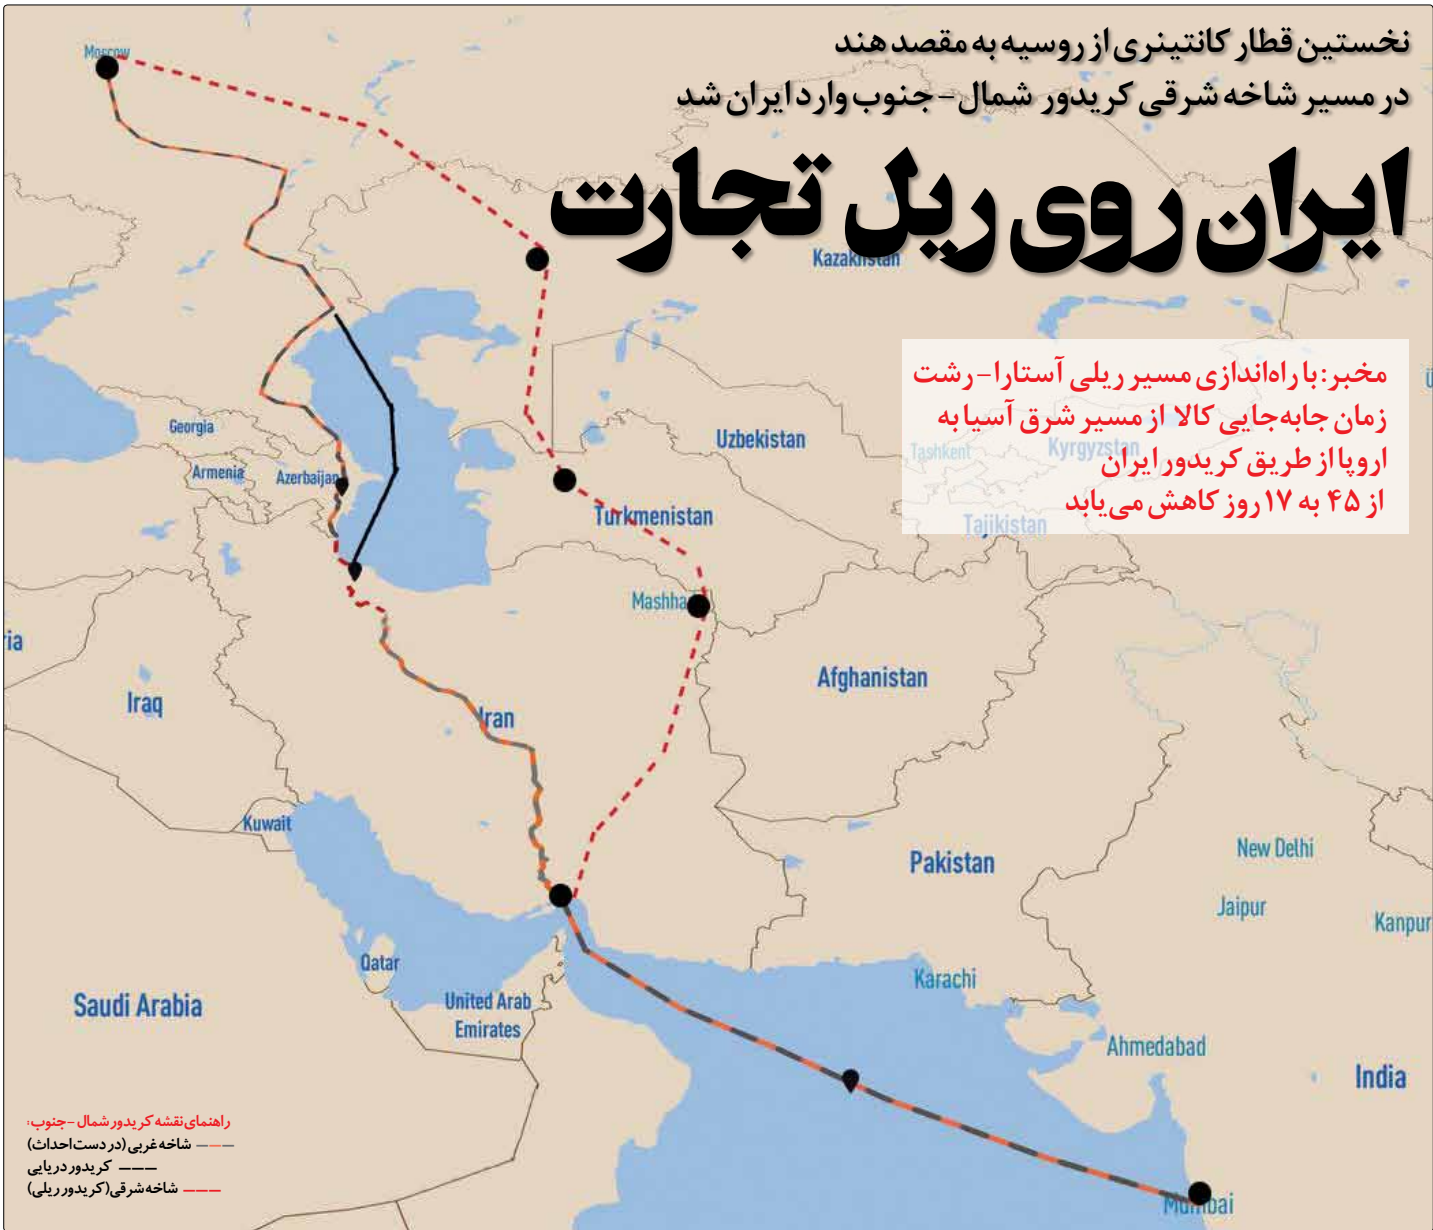 نخستین قطار کانتینری از روسیه به مقصد هند
در مسیر شاخه شرقی کریدور شمال - جنوب وارد ایران شد
ایران روی ریل تجارت
Moscow
Kazakhstan
مخبر: با راه‌اندازی مسیر ریلی آستارا - رشت
زمان جابه‌جایی کالا از مسیر شرق آسیا به
اروپا از طریق کریدور ایران
از ۴۵ به ۱۷ روز کاهش می‌یابد
Georgia
Uzbekistan
Tashkent
Kyrgyzstan
Armenia
Azerbaijan
Turkmenistan
Tajikistan
Mashha
ria
Iraq
Iran
Afghanistan
Kuwait
Pakistan
New Delhi
Jaipur
Kanpur
Qatar
Karachi
Saudi Arabia
United Arab
Emirates
Ahmedabad
India
راهنمای نقشه کریدور شمال - جنوب:
شاخه غربی (در دست احداث)
کریدور دریایی
شاخه شرقی (کریدور ریلی)
Mumbai